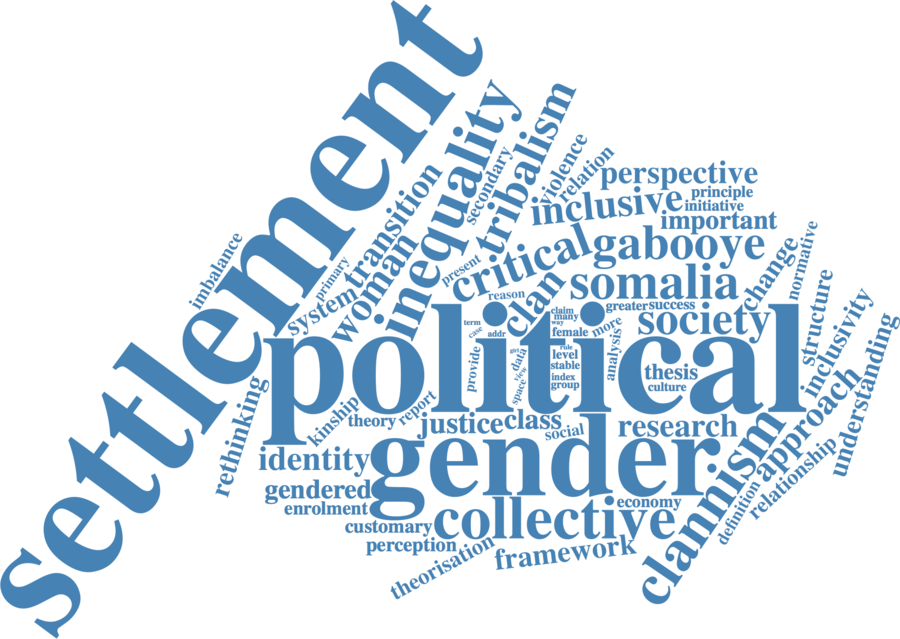 settlement
political
gender
inequality
tribalism
violence
relation
secondary
transition
system
woman
primary
imbalance
perspective
principle
initiative
inclusive
important
critical
gabooye
present
clan
somalia
reason
change
normative
greater
success
society
claim
many
way
female
more
term
case
addr
provide
data
gov
view
space
rule
level
stable
index
group
analysis
thesis
culture
structure
inclusivity
understanding
rethinking
kinship
theory
report
justice
class
social
research
identity
gendered
enrolment
customary
perception
theorisation
collective
economy
framework
clannism
approach
definition
relationship